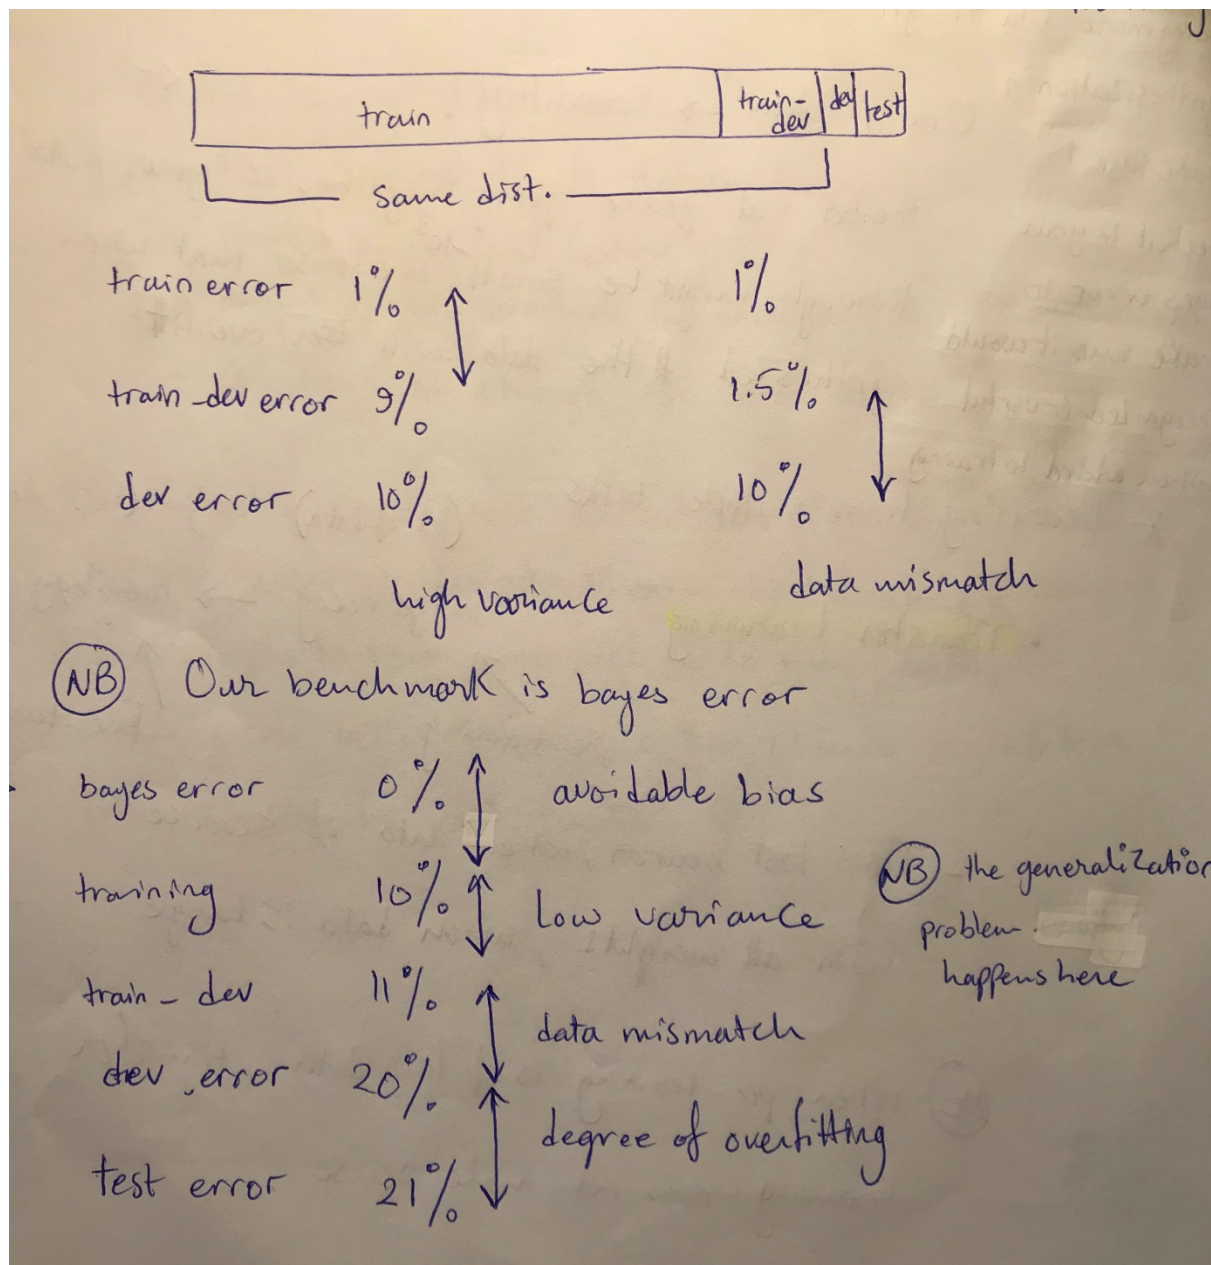 train train-dev dev test
same dist.
train error 1% 1%
train-dev error 9% 1.5%
dev error 10% 10%
high variance data mismatch
NB Our benchmark is bayes error
bayes error 0% avoidable bias
training 10% Low variance
NB the generalization
problem.
happens here
train - dev 11%
data mismatch
dev error 20%
degree of overfitting
test error 21%